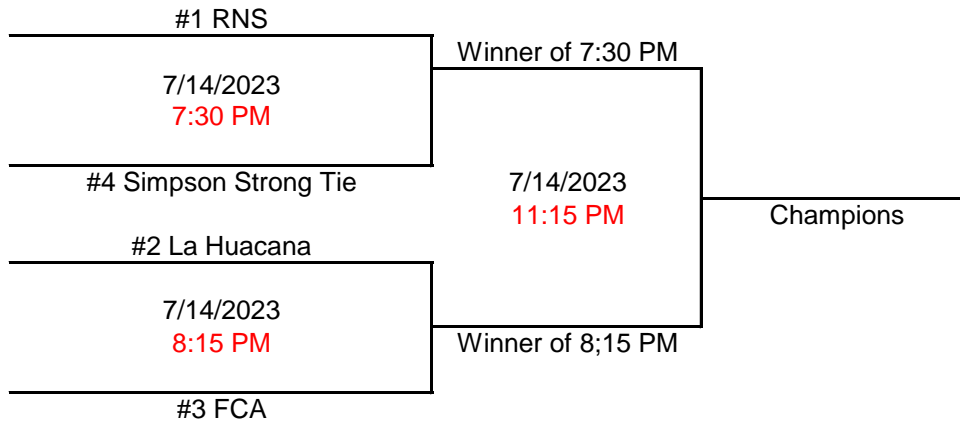 #1 RNS
Winner of 7:30 PM
7/14/2023
7:30 PM
#4 Simpson Strong Tie
7/14/2023
11:15 PM
Champions
#2 La Huacana
7/14/2023
8:15 PM
Winner of 8;15 PM
#3 FCA